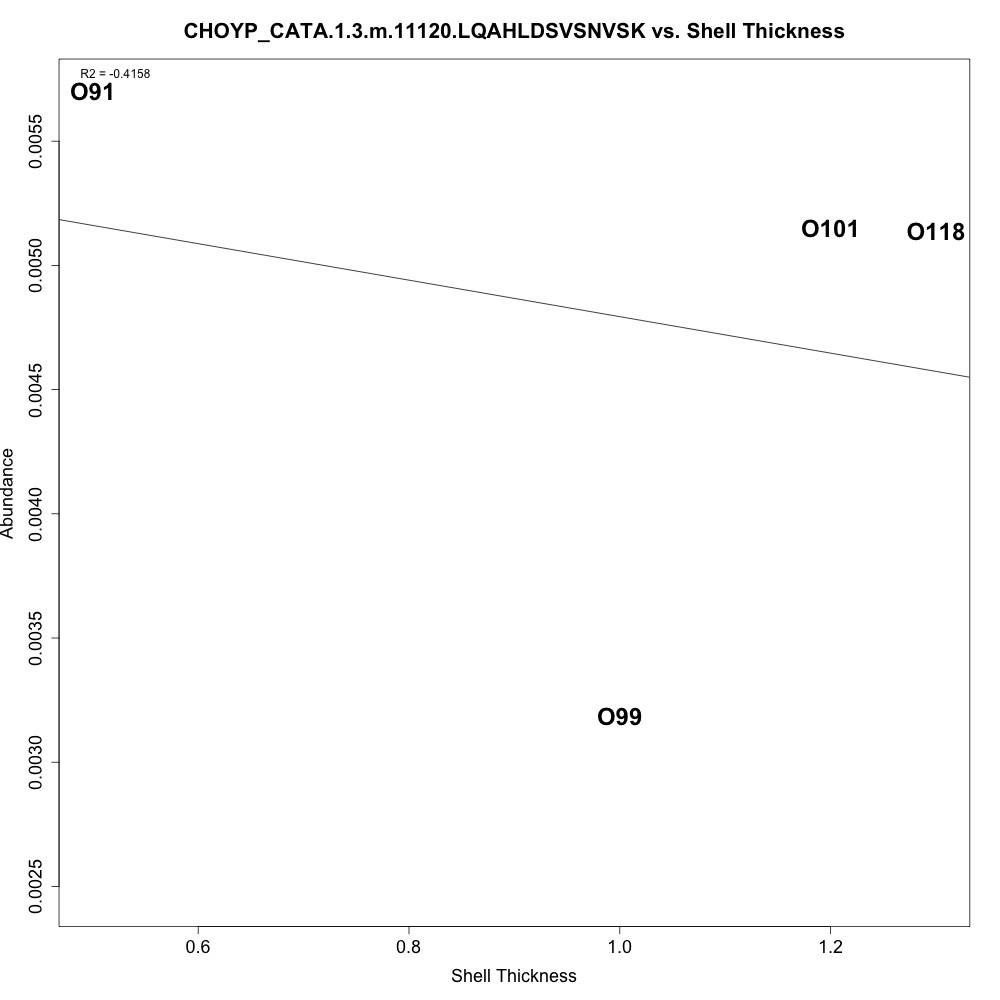 CHOYP_CATA.1.3.m.11120.LQAHLDSVSNVSK vs. Shell Thickness
R2 = -0.4158
O91
O101
O118
O99
Abundance
0.0055
0.0050
0.0045
0.0040
0.0035
0.0030
0.0025
0.6
0.8
1.0
1.2
Shell Thickness